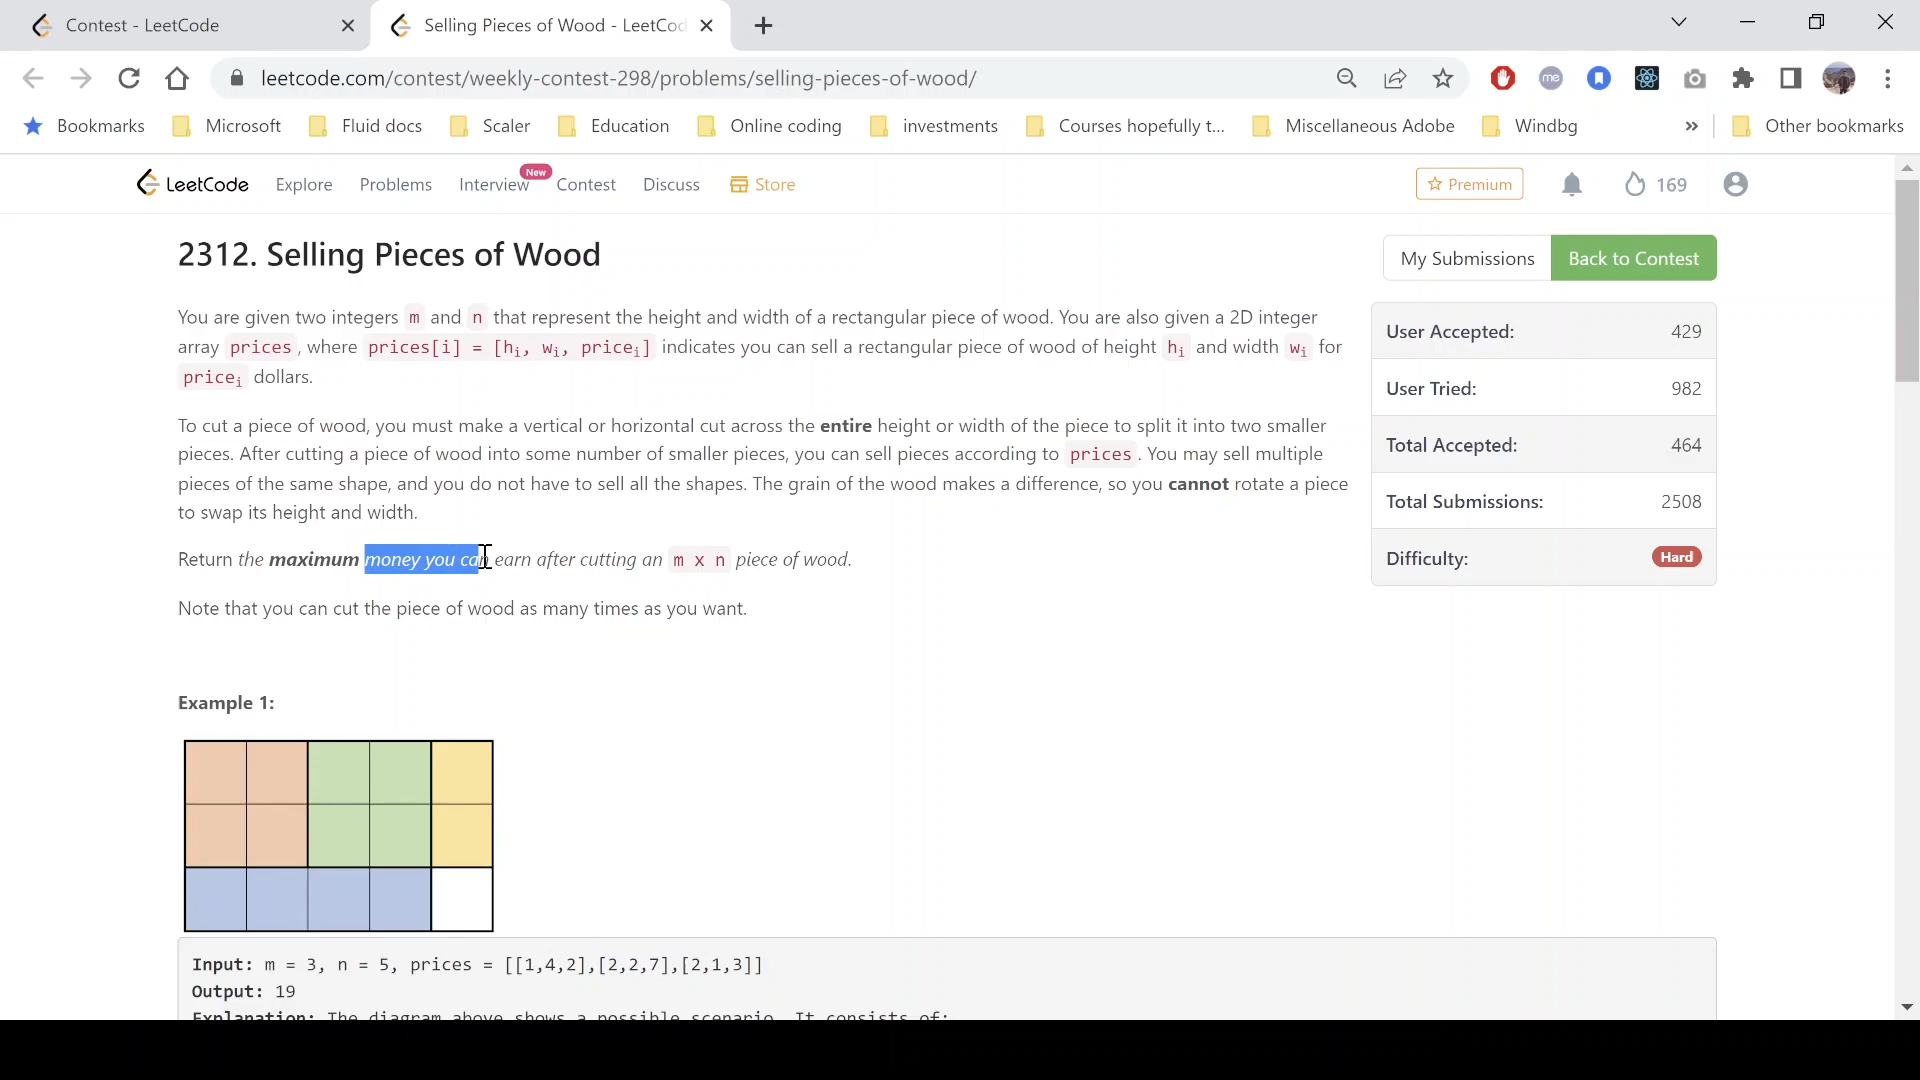 Contest - LeetCode
Selling Pieces of Wood - LeetCod
leetcode.com/contest/weekly-contest-298/problems/selling-pieces-of-wood/
me
Bookmarks Microsoft Fluid docs Scaler Education Online coding investments Courses hopefully t... Miscellaneous Adobe Windbg » Other bookmarks
LeetCode Explore Problems Interview New Contest Discuss Store Premium 169
2312. Selling Pieces of Wood
My Submissions Back to Contest
You are given two integers m and n that represent the height and width of a rectangular piece of wood. You are also given a 2D integer
array prices, where prices[i] = [hi, wi, pricei] indicates you can sell a rectangular piece of wood of height hi and width wi for
pricei dollars.
To cut a piece of wood, you must make a vertical or horizontal cut across the entire height or width of the piece to split it into two smaller
pieces. After cutting a piece of wood into some number of smaller pieces, you can sell pieces according to prices. You may sell multiple
pieces of the same shape, and you do not have to sell all the shapes. The grain of the wood makes a difference, so you cannot rotate a piece
to swap its height and width.
Return the maximum money you can earn after cutting an m x n piece of wood.
Note that you can cut the piece of wood as many times as you want.
User Accepted: 429
User Tried: 982
Total Accepted: 464
Total Submissions: 2508
Difficulty: Hard
Example 1:
Input: m = 3, n = 5, prices = [[1,4,2],[2,2,7],[2,1,3]]
Output: 19
Explanation: The diagram above shows a possible scenario. It consists of: